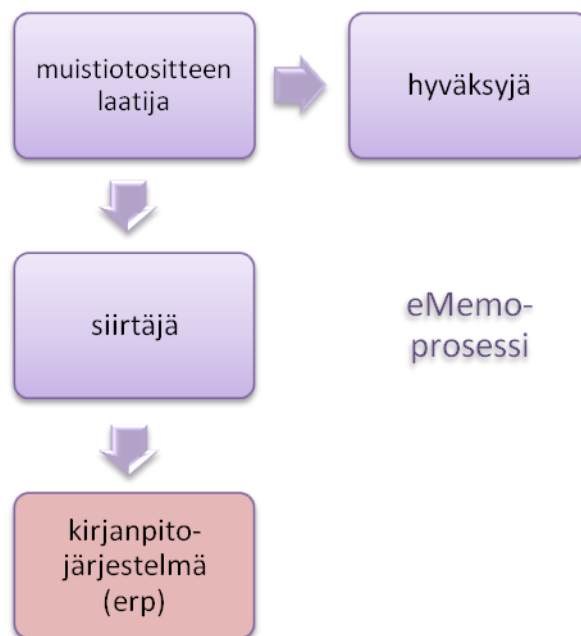 muistiotositteen
laatija
hyväksyjä
siirtäjä
eMemo-
prosessi
kirjanpito-
järjestelmä
(erp)